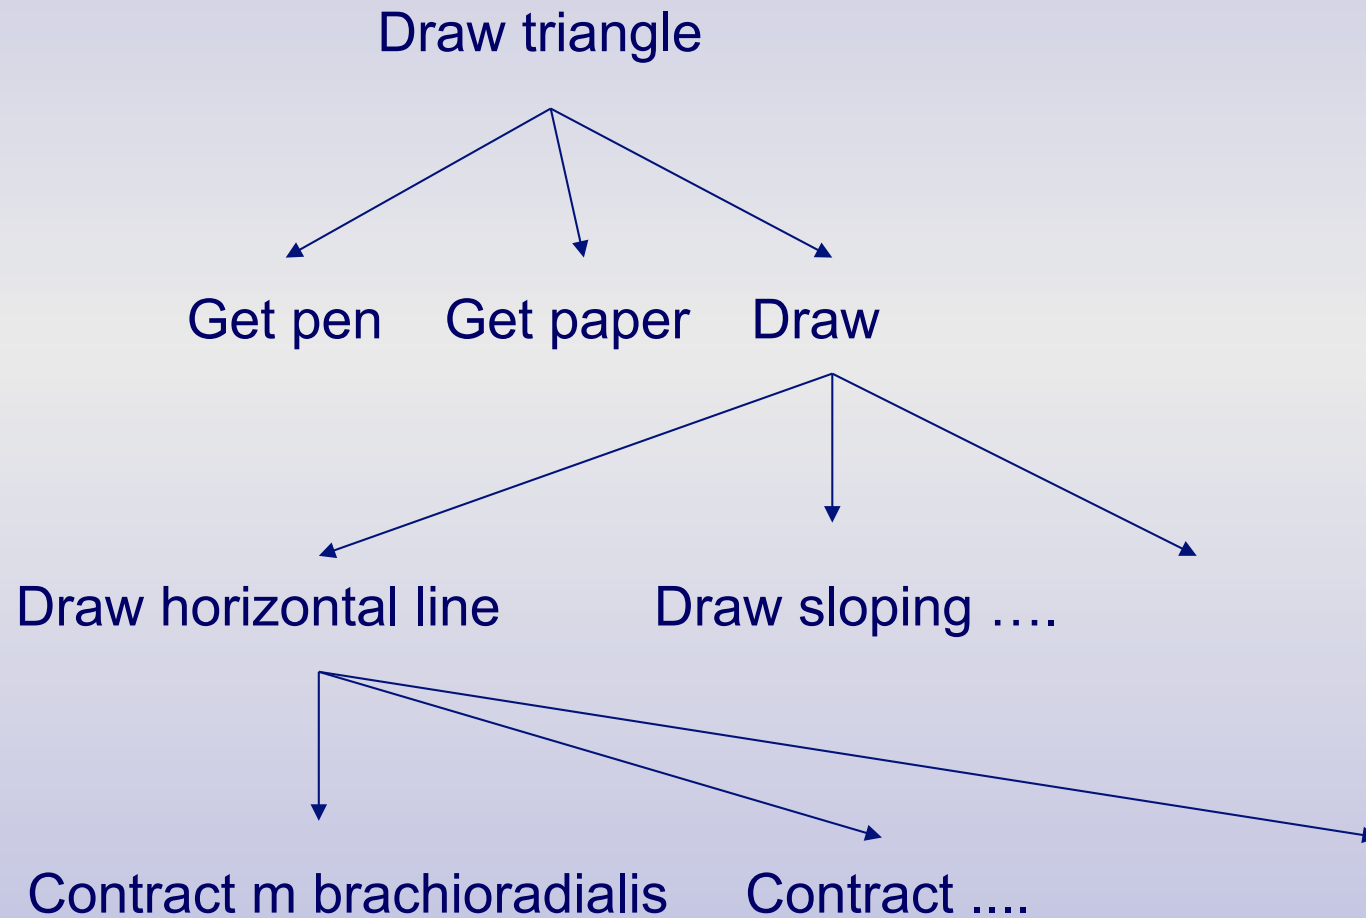 Draw triangle
Get pen Get paper Draw
Draw horizontal line Draw sloping ….
Contract m brachioradialis Contract ....